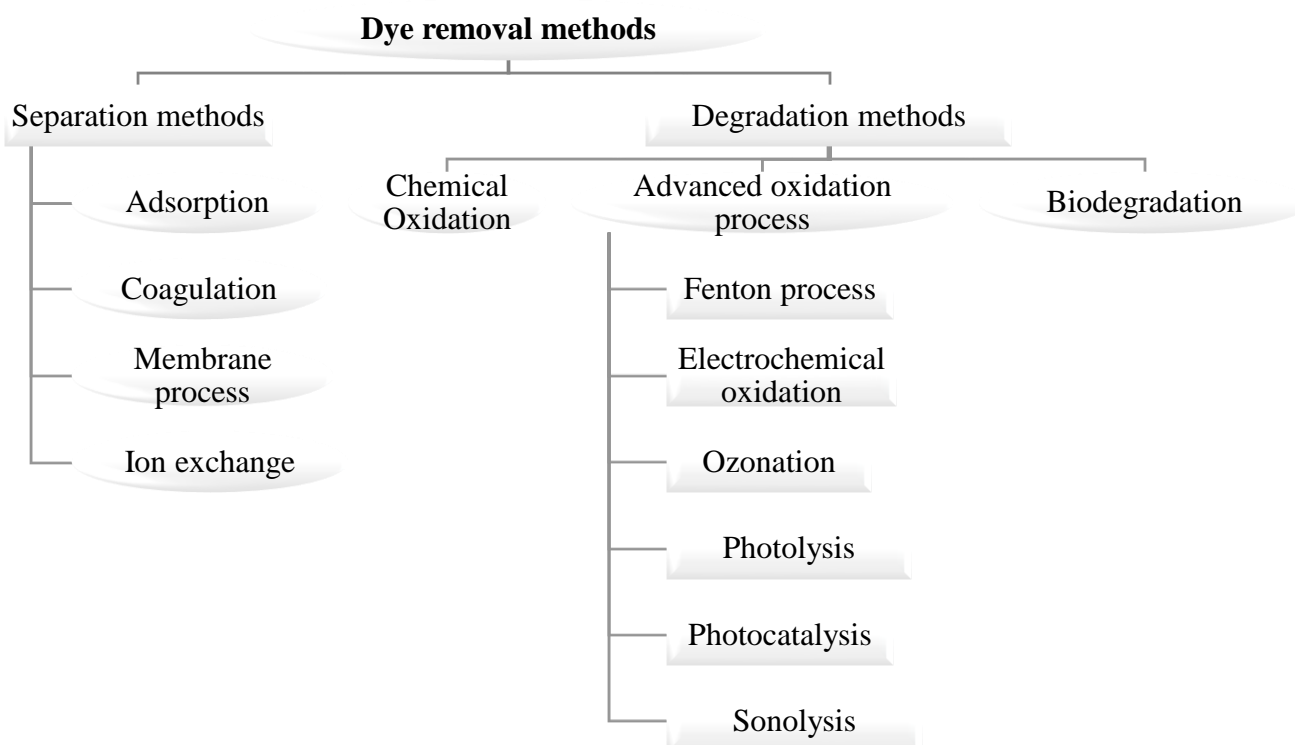 Dye removal methods
Separation methods
Degradation methods
Adsorption
Coagulation
Membrane
process
Ion exchange
Chemical
Oxidation
Advanced oxidation
process
Biodegradation
Fenton process
Electrochemical
oxidation
Ozonation
Photolysis
Photocatalysis
Sonolysis